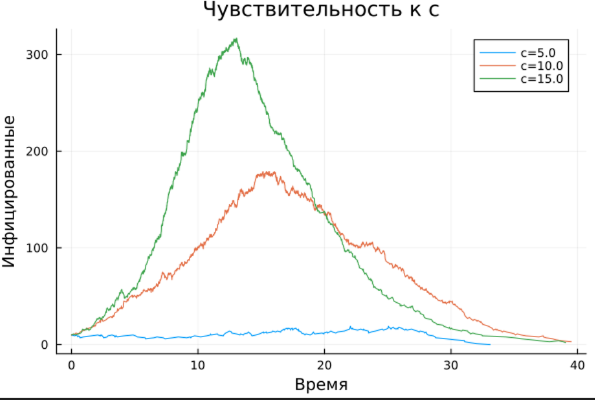 Чувствительность к c
c=5.0
c=10.0
c=15.0
300
200
100
0
Инфицированные
0 10 20 30 40
Время